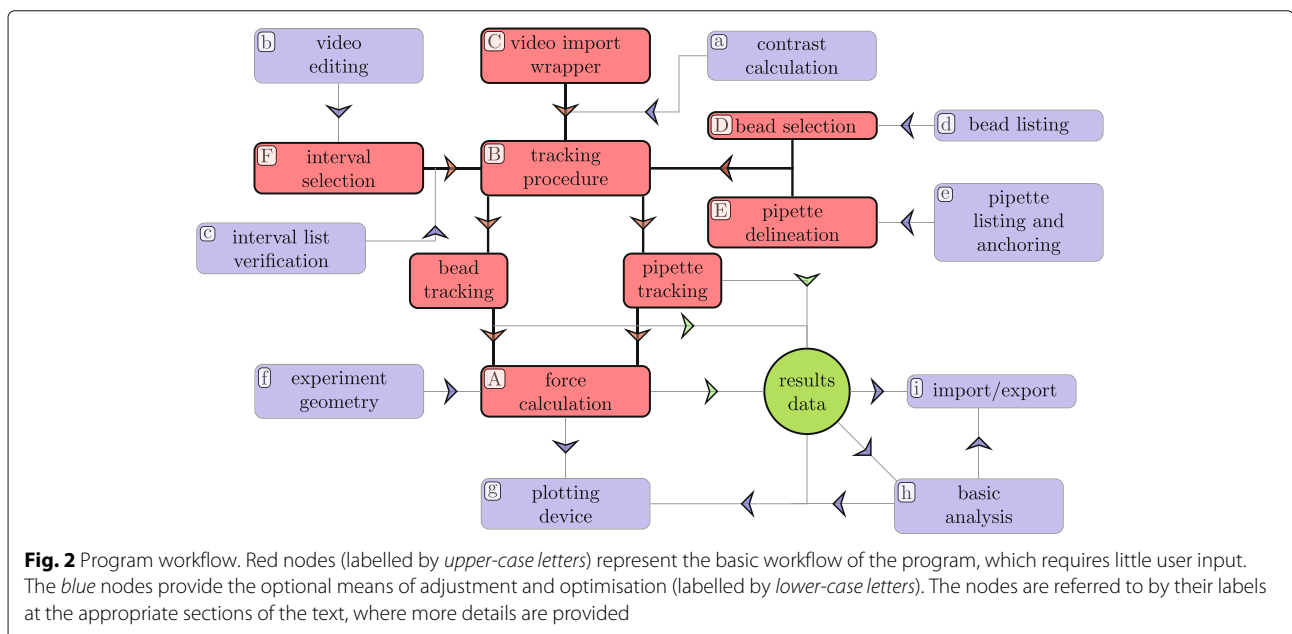 b video
editing
C video import
wrapper
a contrast
calculation
D bead selection
d bead listing
F interval
selection
B tracking
procedure
E pipette
delineation
e pipette
listing and
anchoring
c interval list
verification
bead
tracking
pipette
tracking
f experiment
geometry
A force
calculation
results
data
i import/export
g plotting
device
h basic
analysis
Fig. 2 Program workflow. Red nodes (labelled by upper-case letters) represent the basic workflow of the program, which requires little user input.
The blue nodes provide the optional means of adjustment and optimisation (labelled by lower-case letters). The nodes are referred to by their labels
at the appropriate sections of the text, where more details are provided